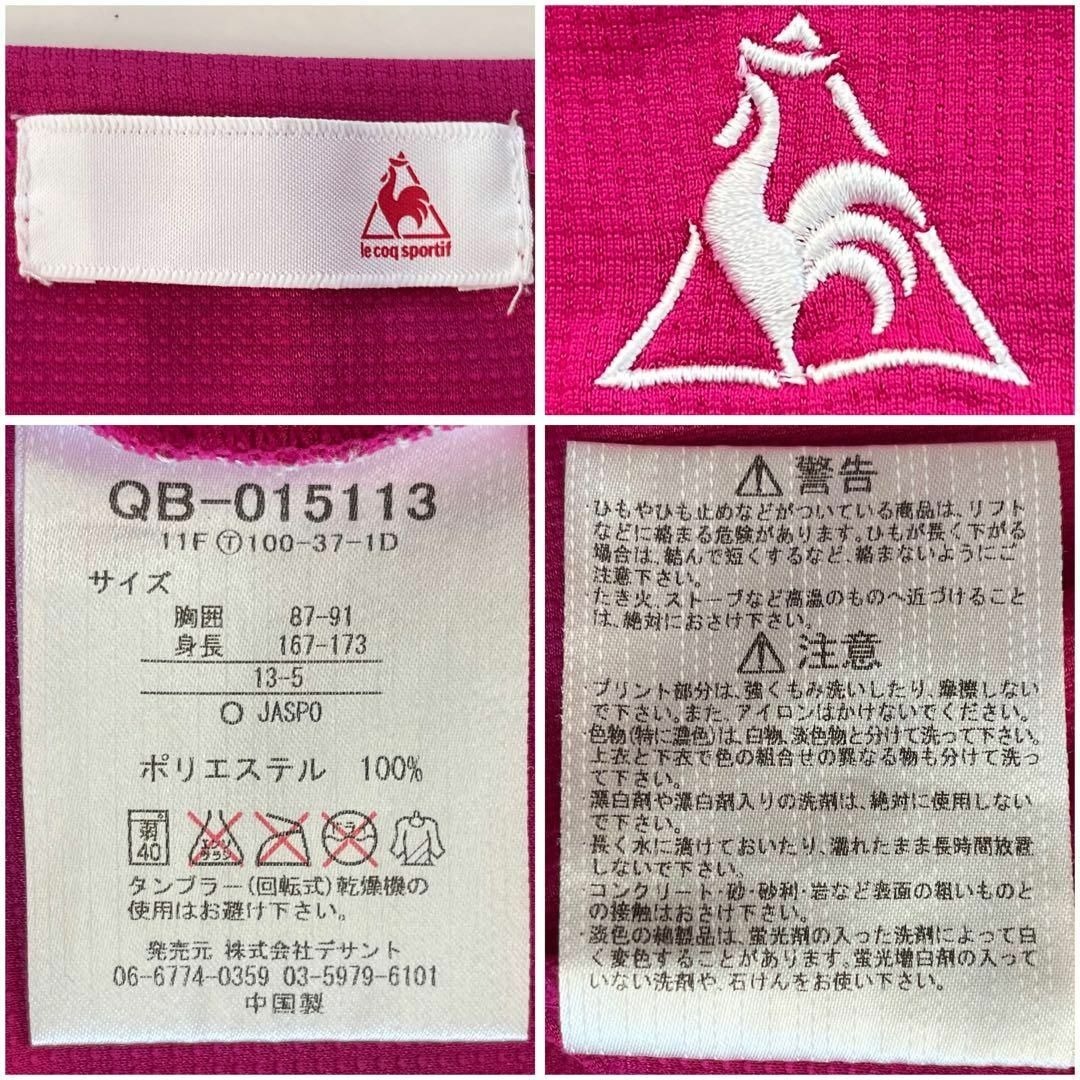 le coq sportif
QB-015113
11F Ⓣ100-37-1D
サイズ
胸囲 87-91
身長 167-173
13-5
○ JASPO
ポリエステル 100%
弱
40
エンソ
サラシ
ドライ
タンブラー(回転式)乾燥機の
使用はお避け下さい。
発売元 株式会社デサント
06-6774-0359 03-5979-6101
中国製
⚠警告
・ひもやひも止めなどがついている商品は、リフト
などに絡まる危険があります。ひもが長く下がる
場合は、結んで短くするなど、絡まないようにご
注意下さい。
・たき火、ストーブなど高温のものへ近づけること
は、絶対におさけ下さい。
⚠注意
・プリント部分は、強くもみ洗いしたり、摩擦しない
で下さい。また、アイロンはかけないでください。
・色物(特に濃色)は、白物、淡色物と分けて洗って下さい。
上衣と下衣で色の組合せの異なる物も分けて洗っ
て下さい。
・漂白剤や漂白剤入りの洗剤は、絶対に使用しない
で下さい。
・長く水に漬けておいたり、濡れたまま長時間放置
しないで下さい。
・コンクリート・砂・砂利・岩など表面の粗いものと
の接触はおさけ下さい。
・淡色の綿製品は、蛍光剤の入った洗剤によって白
く変色することがあります。蛍光増白剤の入って
いない洗剤や、石けんをお使い下さい。